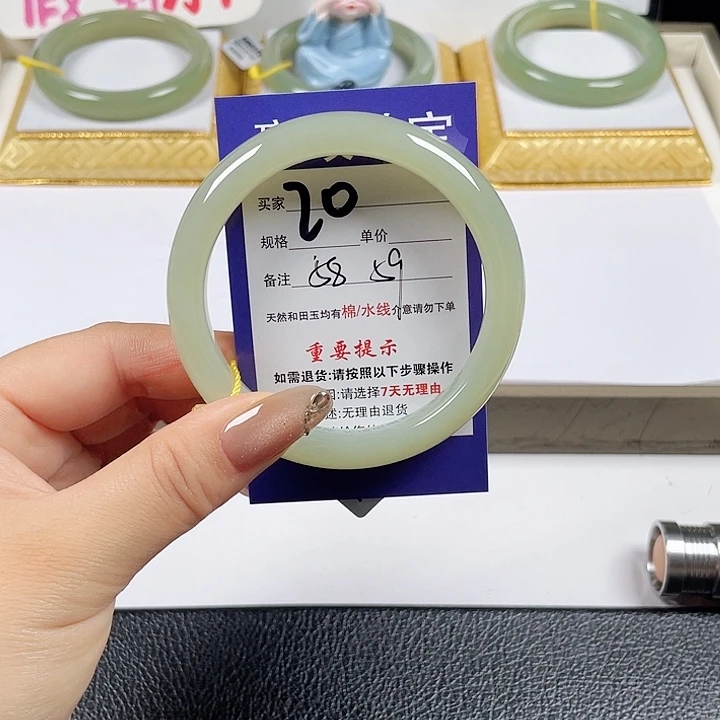 买家 20
规格 单价
备注 58 59
天然和田玉均有棉/水线介意请勿下单
重要提示
如需退货:请按照以下步骤操作
因:请选择7天无理由
述:无理由退货